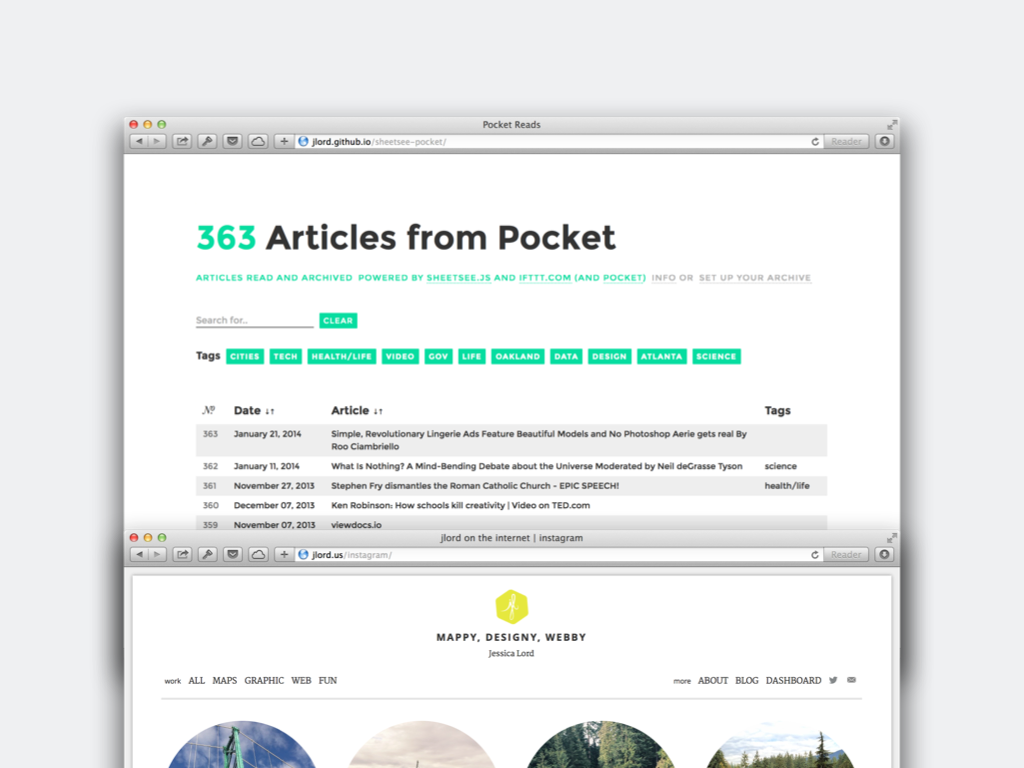 Pocket Reads
jlord.github.io/sheetsee-pocket/
Reader
363 Articles from Pocket
ARTICLES READ AND ARCHIVED POWERED BY SHEETSEE.JS AND IFTTT.COM (AND POCKET) INFO OR SET UP YOUR ARCHIVE
Search for..
CLEAR
Tags CITIES TECH HEALTH/LIFE VIDEO GOV LIFE OAKLAND DATA DESIGN ATLANTA SCIENCE
№ Date ↓↑ Article ↓↑ Tags
363 January 21, 2014 Simple, Revolutionary Lingerie Ads Feature Beautiful Models and No Photoshop Aerie gets real By
Roo Ciambriello
362 January 11, 2014 What Is Nothing? A Mind-Bending Debate about the Universe Moderated by Neil deGrasse Tyson science
361 November 27, 2013 Stephen Fry dismantles the Roman Catholic Church - EPIC SPEECH! health/life
360 December 07, 2013 Ken Robinson: How schools kill creativity | Video on TED.com
359 November 07, 2013 viewdocs.io
jlord on the internet | instagram
jlord.us/instagram/
Reader
MAPPY, DESIGNY, WEBBY
Jessica Lord
work ALL MAPS GRAPHIC WEB FUN more ABOUT BLOG DASHBOARD